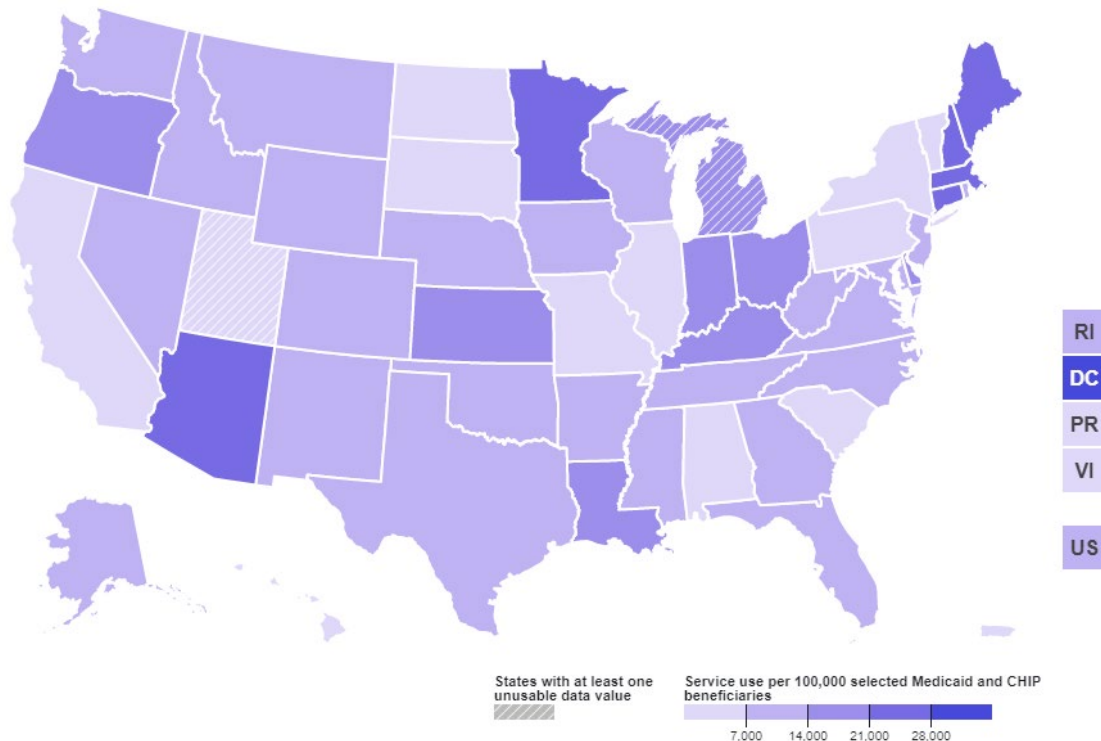 RI
DC
PR
VI
US
States with at least one
unusable data value
Service use per 100,000 selected Medicaid and CHIP
beneficiaries
7.000 14.000 21.000 28.000